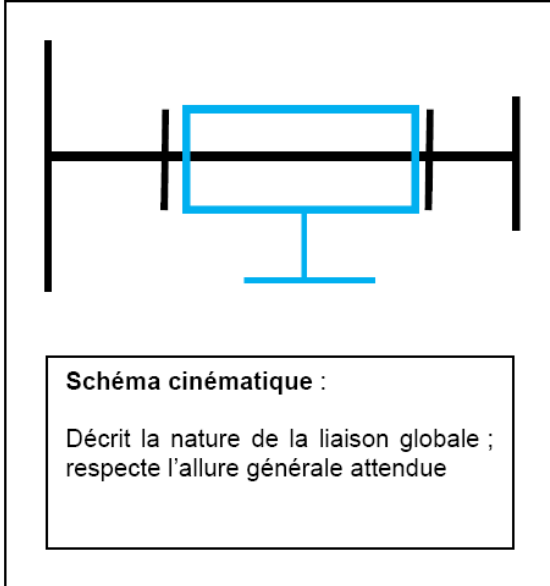 Schéma cinématique :
Décrit la nature de la liaison globale ;
respecte l'allure générale attendue